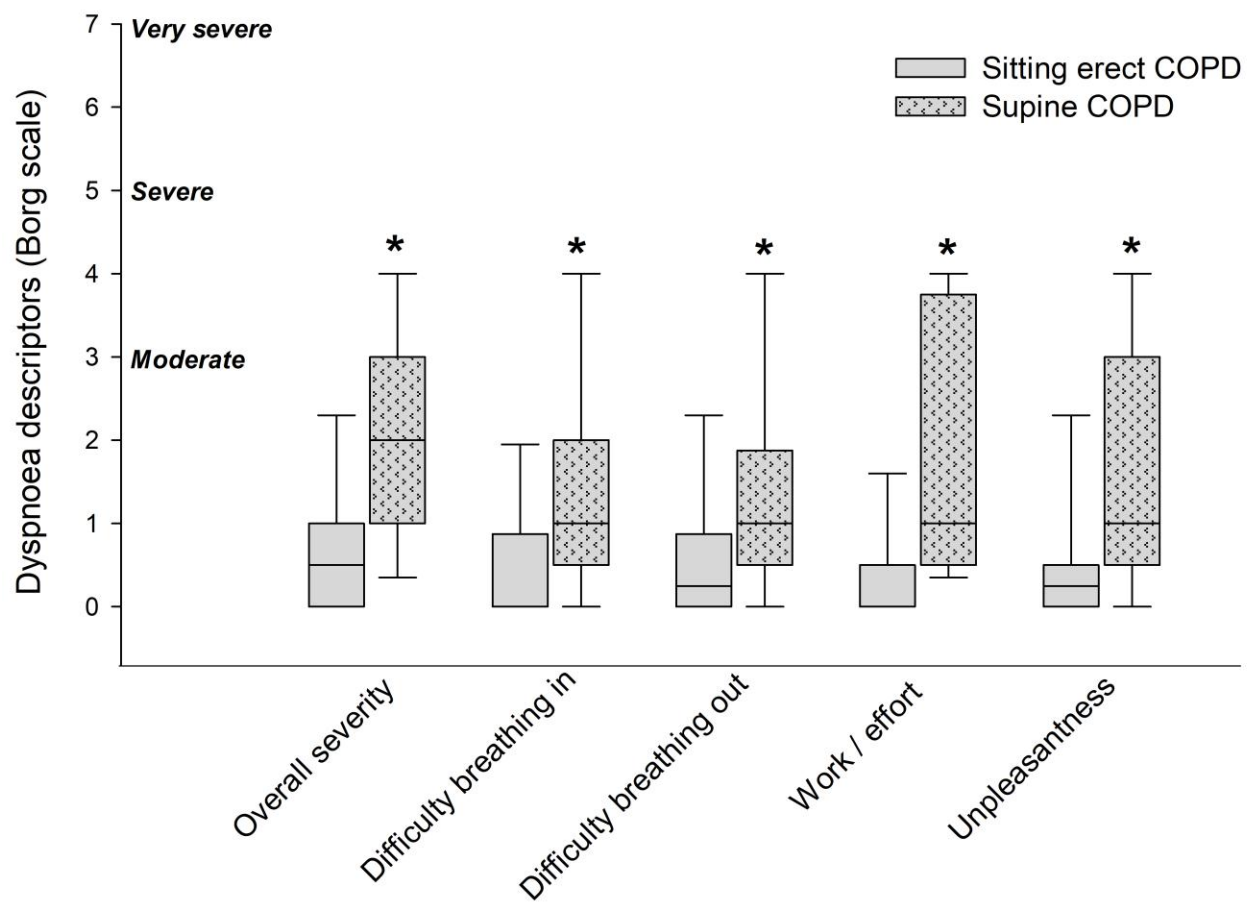 Dyspnoea descriptors (Borg scale)
7
6
5
4
3
2
1
0
Very severe
Severe
Moderate
Sitting erect COPD
Supine COPD
*
*
*
*
*
Overall severity
Difficulty breathing in
Difficulty breathing out
Work / effort
Unpleasantness